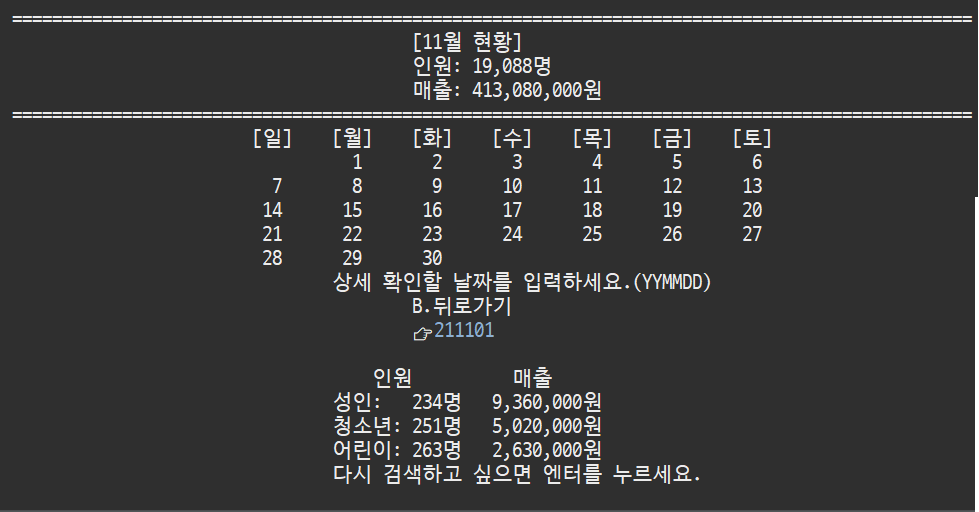 ================================================================================================
[11월 현황]
인원: 19,088명
매출: 413,080,000원
================================================================================================
[일] [월] [화] [수] [목] [금] [토]
1 2 3 4 5 6
7 8 9 10 11 12 13
14 15 16 17 18 19 20
21 22 23 24 25 26 27
28 29 30
상세 확인할 날짜를 입력하세요.(YYMMDD)
B.뒤로가기
👉211101
인원 매출
성인: 234명 9,360,000원
청소년: 251명 5,020,000원
어린이: 263명 2,630,000원
다시 검색하고 싶으면 엔터를 누르세요.